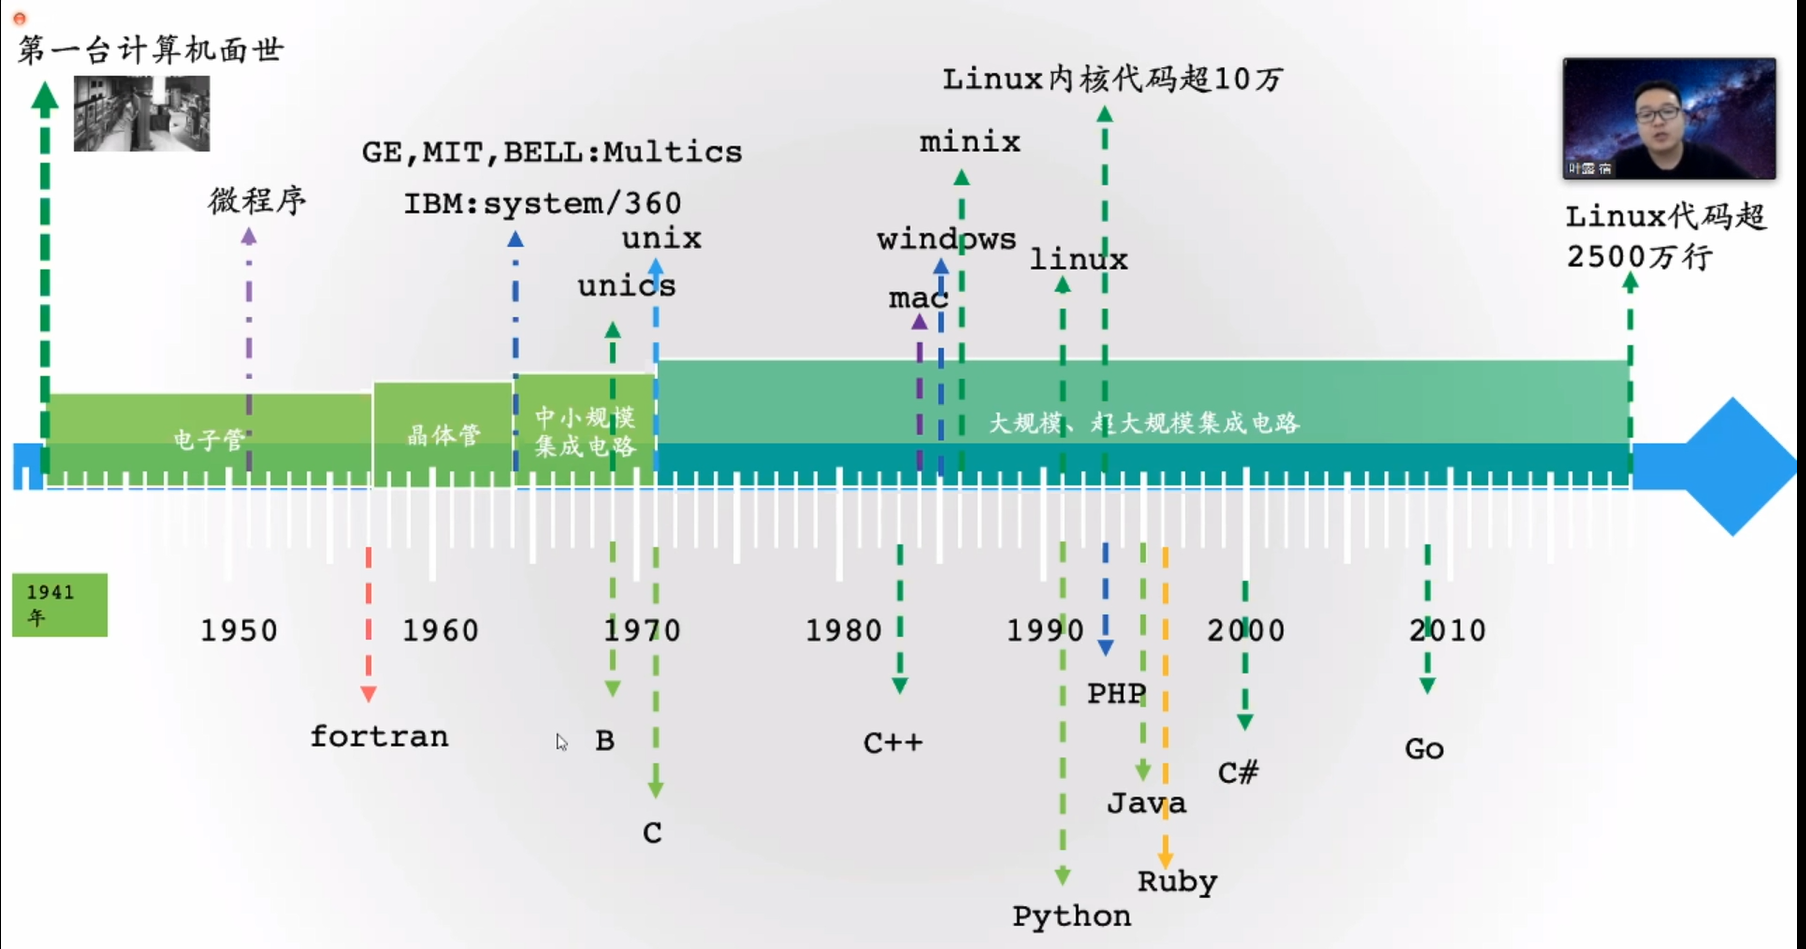 第一台计算机面世
Linux内核代码超10万
minix
GE,MIT,BELL:Multics
叶露 宿
微程序
IBM:system/360
Linux代码超
2500万行
unix
windows
linux
unics
mac
电子管
晶体管
中小规模
集成电路
大规模、超大规模集成电路
1941
年
1950
1960
1970
1980
1990
2000
2010
PHP
fortran
B
C++
Go
C#
Java
C
Ruby
Python